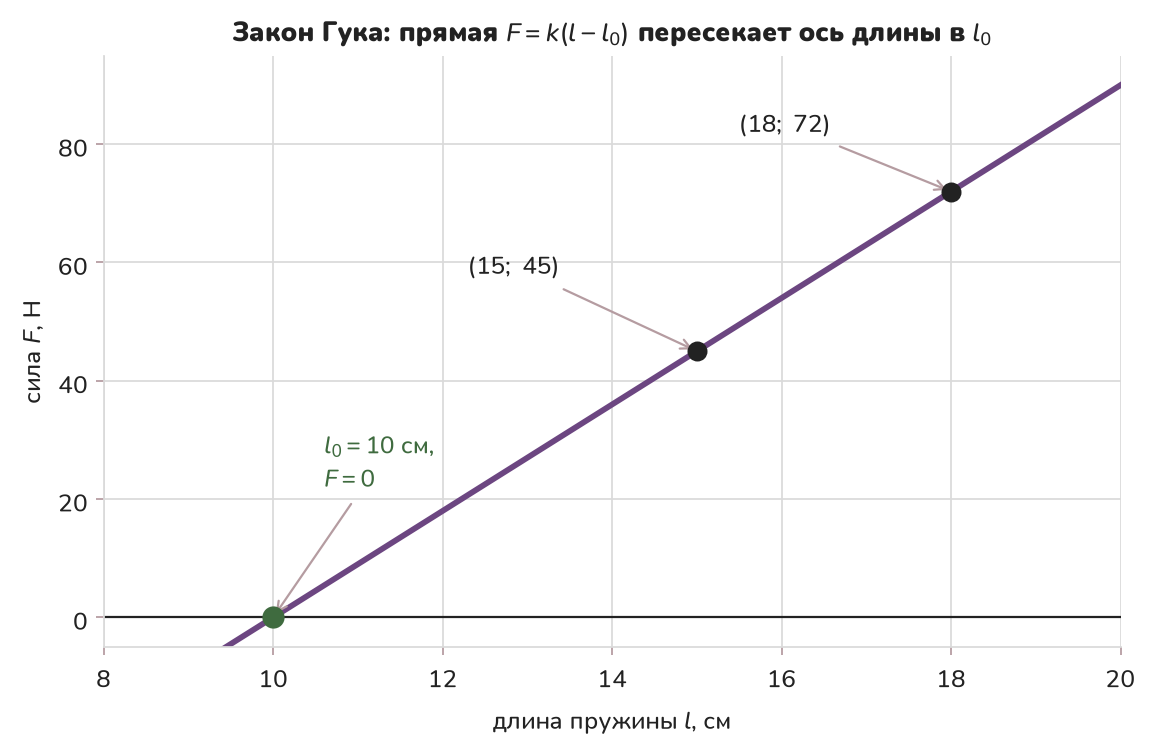 Закон Гука: прямая F = k(l − l₀) пересекает ось длины в l₀
сила F, Н
80
60
40
20
0
(18; 72)
(15; 45)
l₀ = 10 см,
F = 0
8 10 12 14 16 18 20
длина пружины l, см